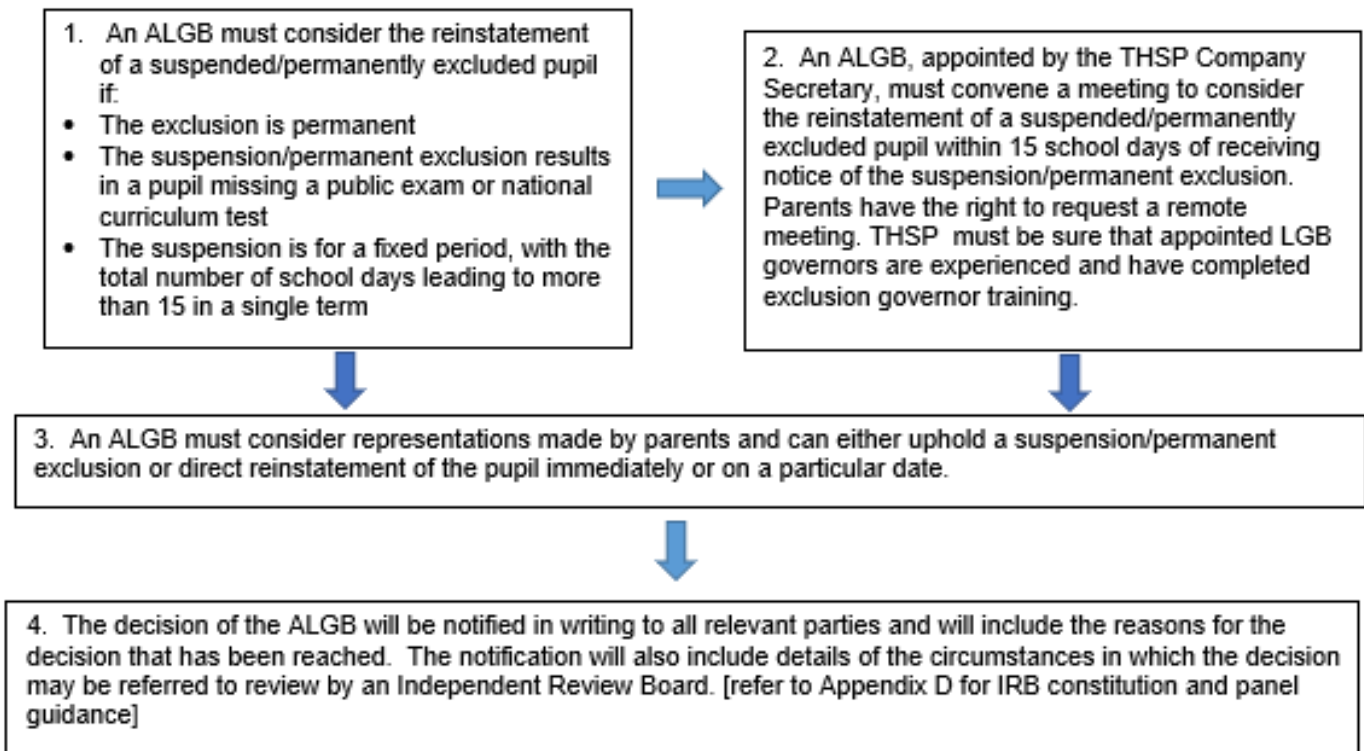 1. An ALGB must consider the reinstatement
of a suspended/permanently excluded pupil
if:
• The exclusion is permanent
• The suspension/permanent exclusion results
in a pupil missing a public exam or national
curriculum test
• The suspension is for a fixed period, with the
total number of school days leading to more
than 15 in a single term
2. An ALGB, appointed by the THSP Company
Secretary, must convene a meeting to consider
the reinstatement of a suspended/permanently
excluded pupil within 15 school days of receiving
notice of the suspension/permanent exclusion.
Parents have the right to request a remote
meeting. THSP must be sure that appointed LGB
governors are experienced and have completed
exclusion governor training.
3. An ALGB must consider representations made by parents and can either uphold a suspension/permanent
exclusion or direct reinstatement of the pupil immediately or on a particular date.
4. The decision of the ALGB will be notified in writing to all relevant parties and will include the reasons for the
decision that has been reached. The notification will also include details of the circumstances in which the decision
may be referred to review by an Independent Review Board. [refer to Appendix D for IRB constitution and panel
guidance]